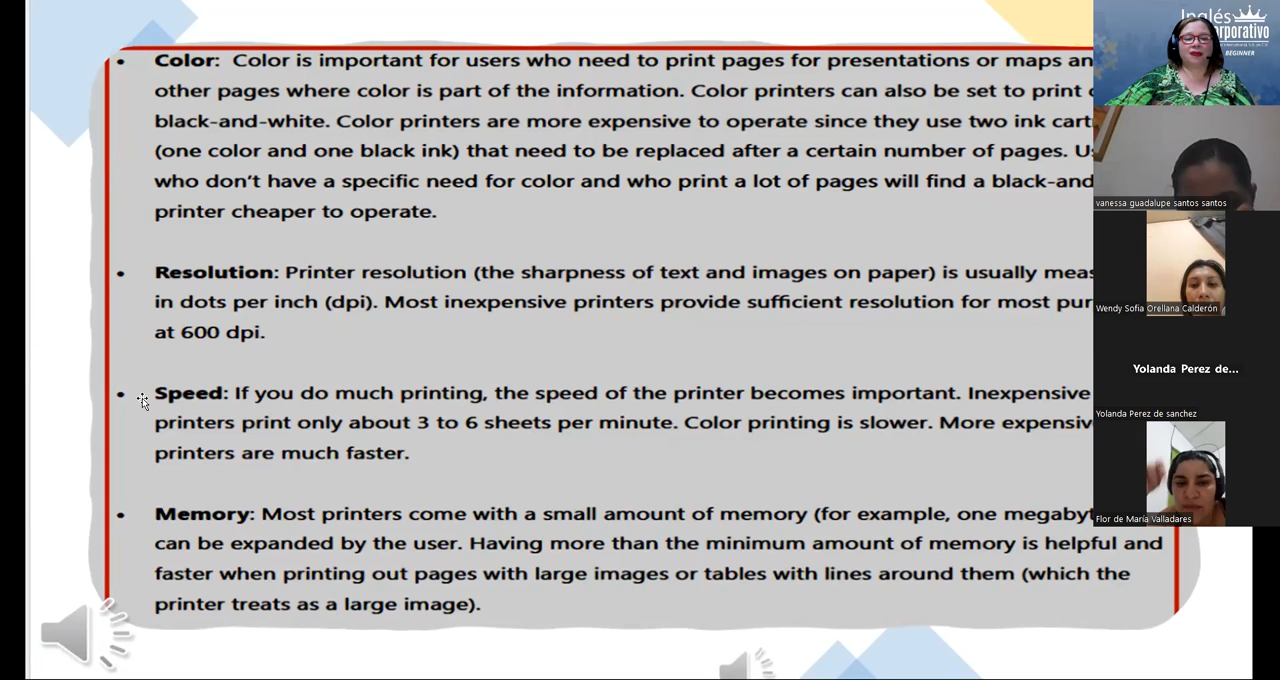 • Color: Color is important for users who need to print pages for presentations or maps an
other pages where color is part of the information. Color printers can also be set to print
black-and-white. Color printers are more expensive to operate since they use two ink cart
(one color and one black ink) that need to be replaced after a certain number of pages. U
who don't have a specific need for color and who print a lot of pages will find a black-and
printer cheaper to operate.
• Resolution: Printer resolution (the sharpness of text and images on paper) is usually meas
in dots per inch (dpi). Most inexpensive printers provide sufficient resolution for most pur
at 600 dpi.
• Speed: If you do much printing, the speed of the printer becomes important. Inexpensive
printers print only about 3 to 6 sheets per minute. Color printing is slower. More expensiv
printers are much faster.
• Memory: Most printers come with a small amount of memory (for example, one megabyt
can be expanded by the user. Having more than the minimum amount of memory is helpful and
faster when printing out pages with large images or tables with lines around them (which the
printer treats as a large image).
Inglés
rporativo
BEGINNER
vanessa guadalupe santos santos
Wendy Sofia Orellana Calderón
Yolanda Perez de...
Yolanda Perez de sanchez
Flor de María Valladares